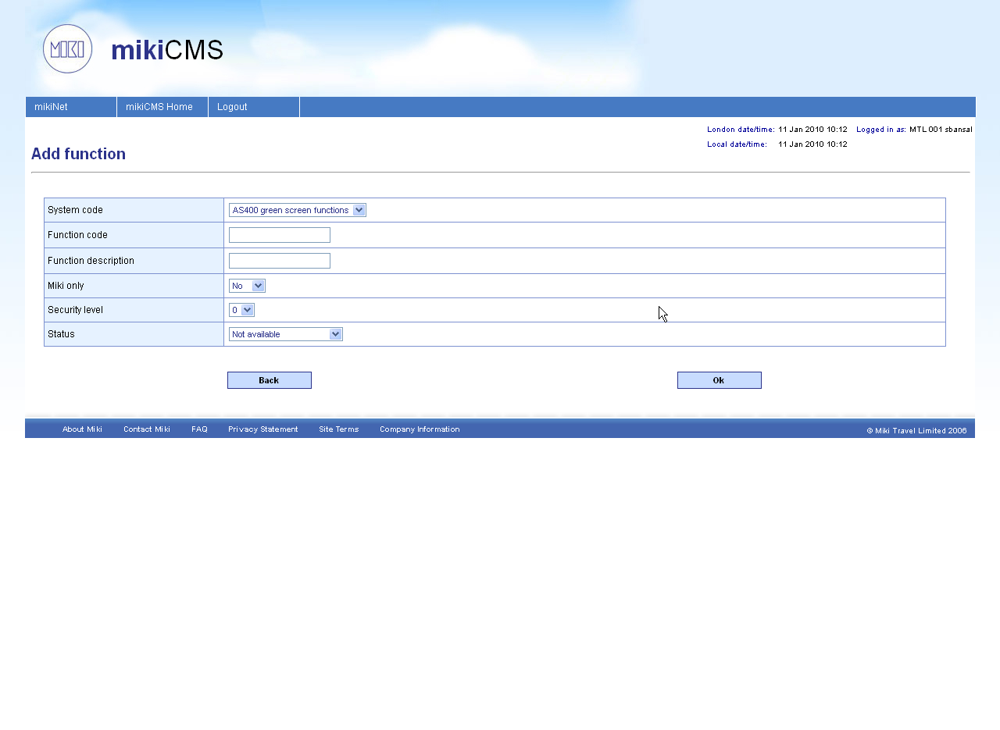 MIKI mikiCMS
mikiNet mikiCMS Home Logout
London date/time: 11 Jan 2010 10:12 Logged in as: MTL 001 sbansal
Local date/time: 11 Jan 2010 10:12
Add function
System code AS400 green screen functions
Function code
Function description
Miki only No
Security level 0
Status Not available
Back Ok
About Miki Contact Miki FAQ Privacy Statement Site Terms Company Information © Miki Travel Limited 2006